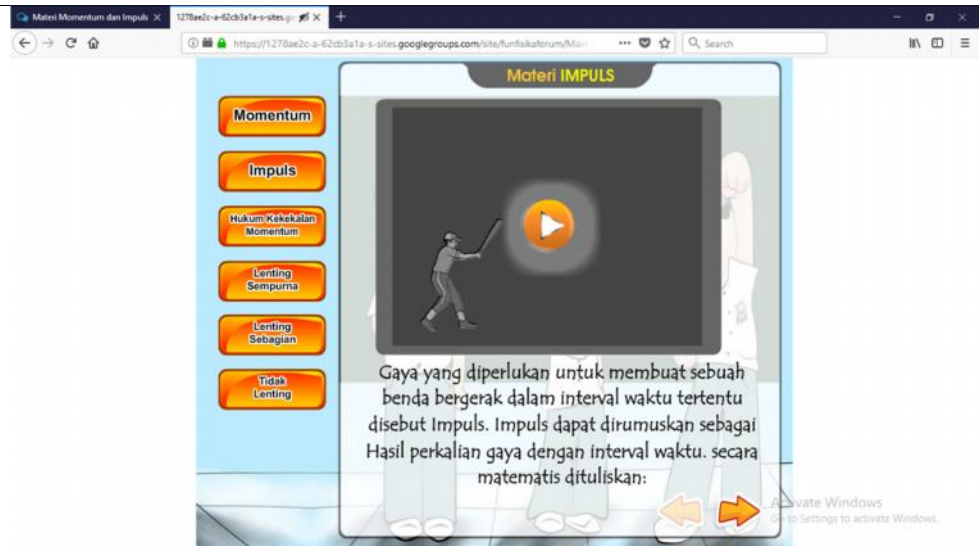 Materi Momentum dan Impuls
1278ae2c-a-62cb3a1a-s-sites.go
https://1278ae2c-a-62cb3a1a-s-sites.googlegroups.com/site/funfisikaforum/
Search
Materi IMPULS
Momentum
Impuls
Hukum Kekekalan
Momentum
Lenting
Sempurna
Lenting
Sebagian
Tidak
Lenting
Gaya yang diperlukan untuk membuat sebuah
benda bergerak dalam interval waktu tertentu
disebut Impuls. Impuls dapat dirumuskan sebagai
Hasil perkalian gaya dengan interval waktu. secara
matematis dituliskan:
Activate Windows
Go to Settings to activate Windows.